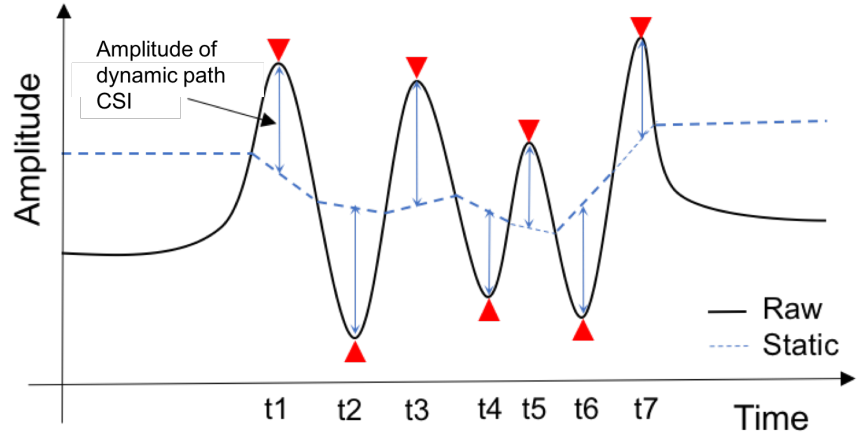 Amplitude of
dynamic path
CSI
Amplitude
Raw
Static
t1 t2 t3 t4 t5 t6 t7
Time